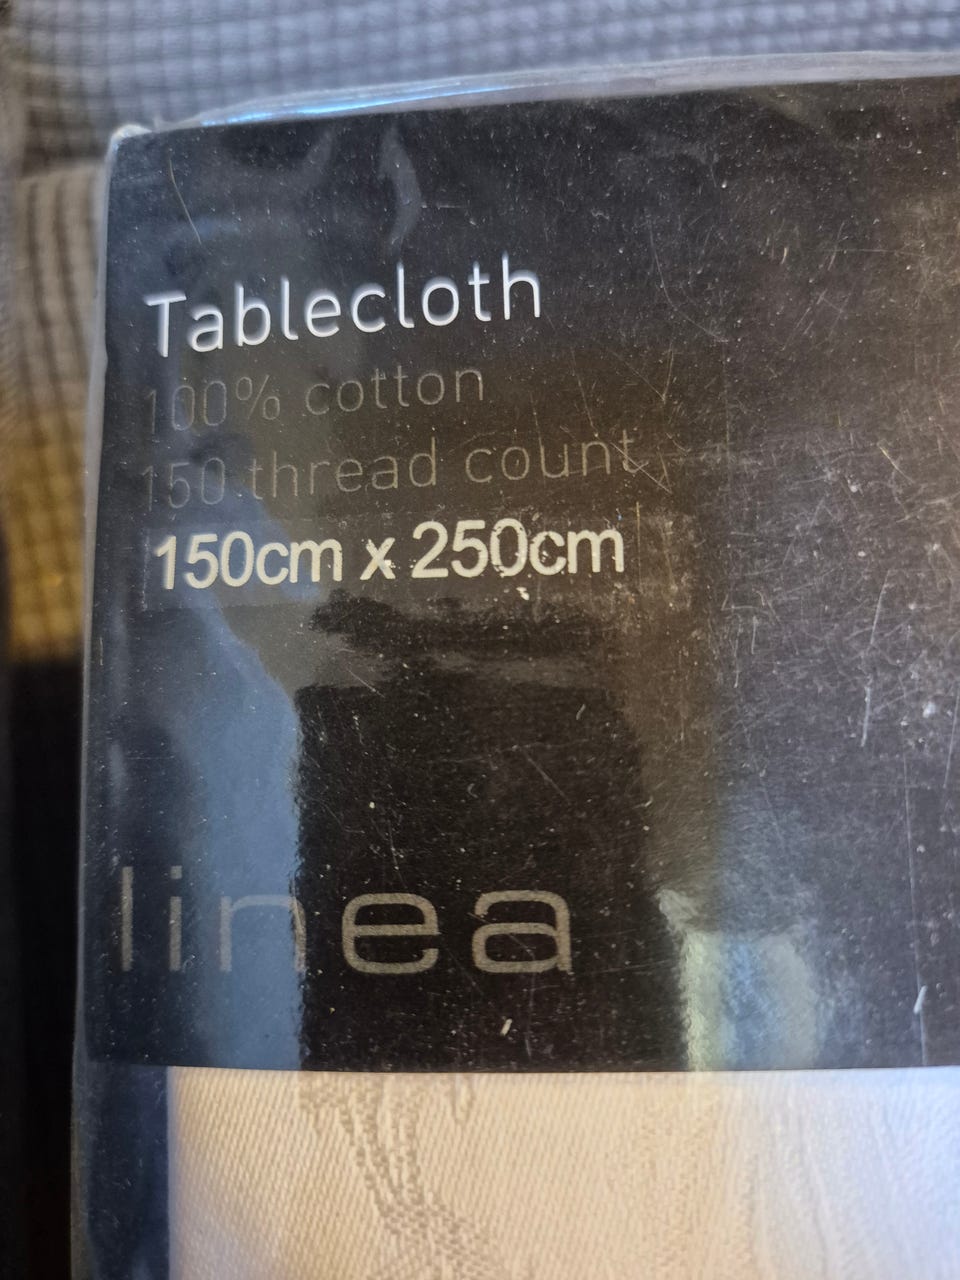 Tablecloth
100% cotton
150 thread count
150cm x 250cm
linea